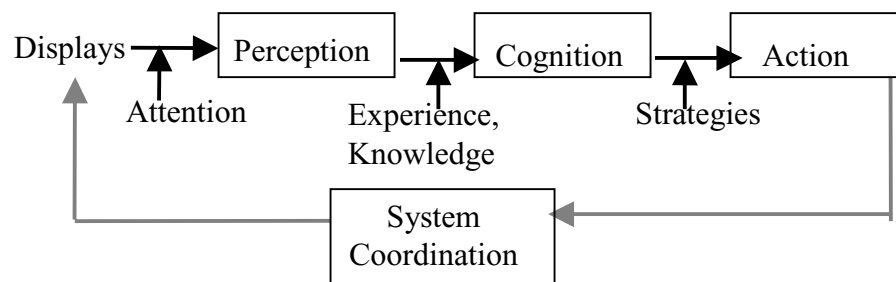 Displays
Perception
Cognition
Action
Attention
Experience,
Knowledge
Strategies
System
Coordination